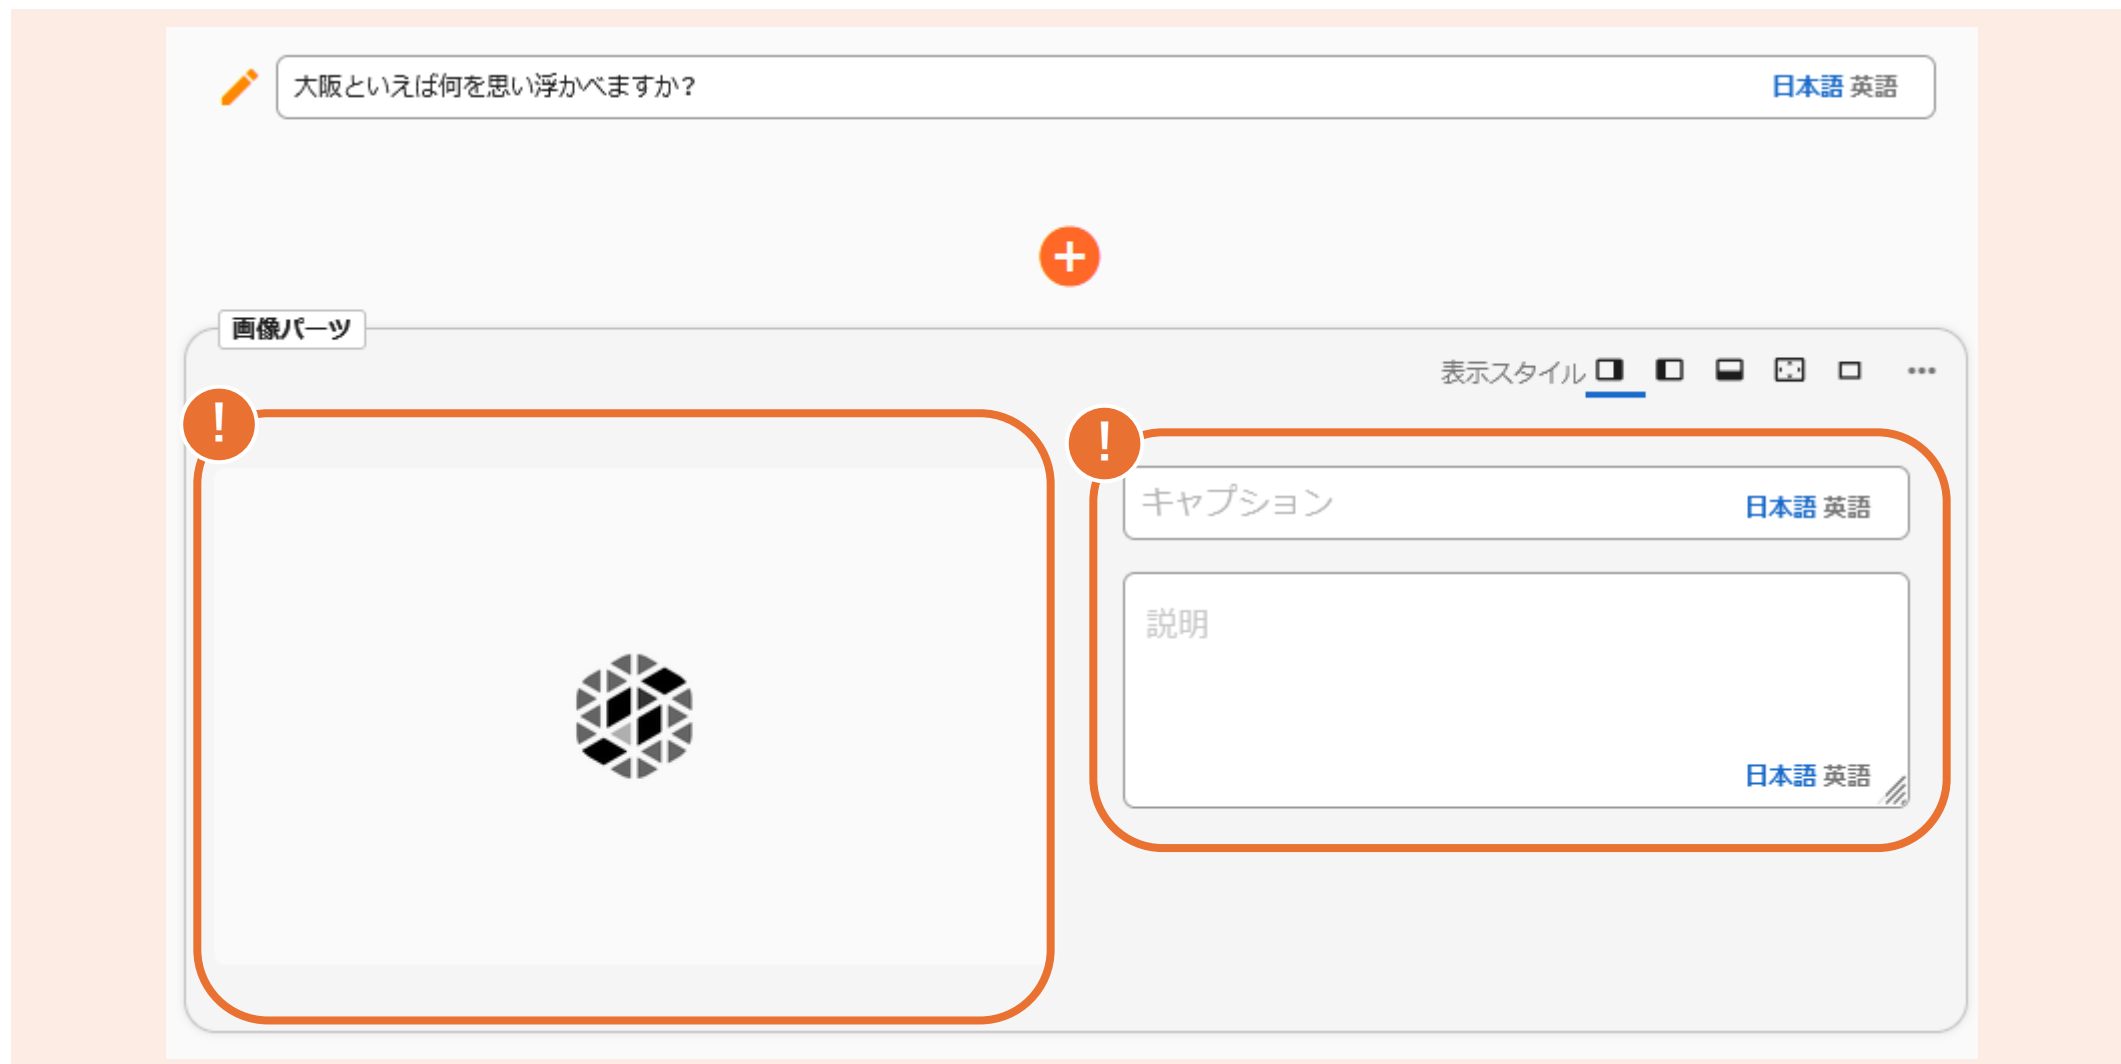 大阪といえば何を思い浮かべますか?
日本語 英語
画像パーツ
表示スタイル
!
!
キャプション
日本語 英語
説明
日本語 英語